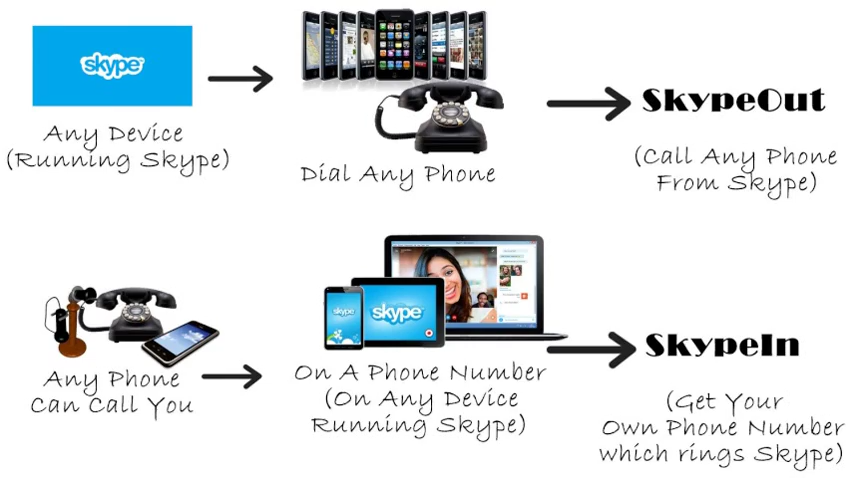 skype
Any Device
(Running Skype)
Dial Any Phone
SkypeOut
(Call Any Phone
From Skype)
Any Phone
Can Call You
skype
skype
On A Phone Number
(On Any Device
Running Skype)
SkypeIn
(Get Your
Own Phone Number
which rings Skype)